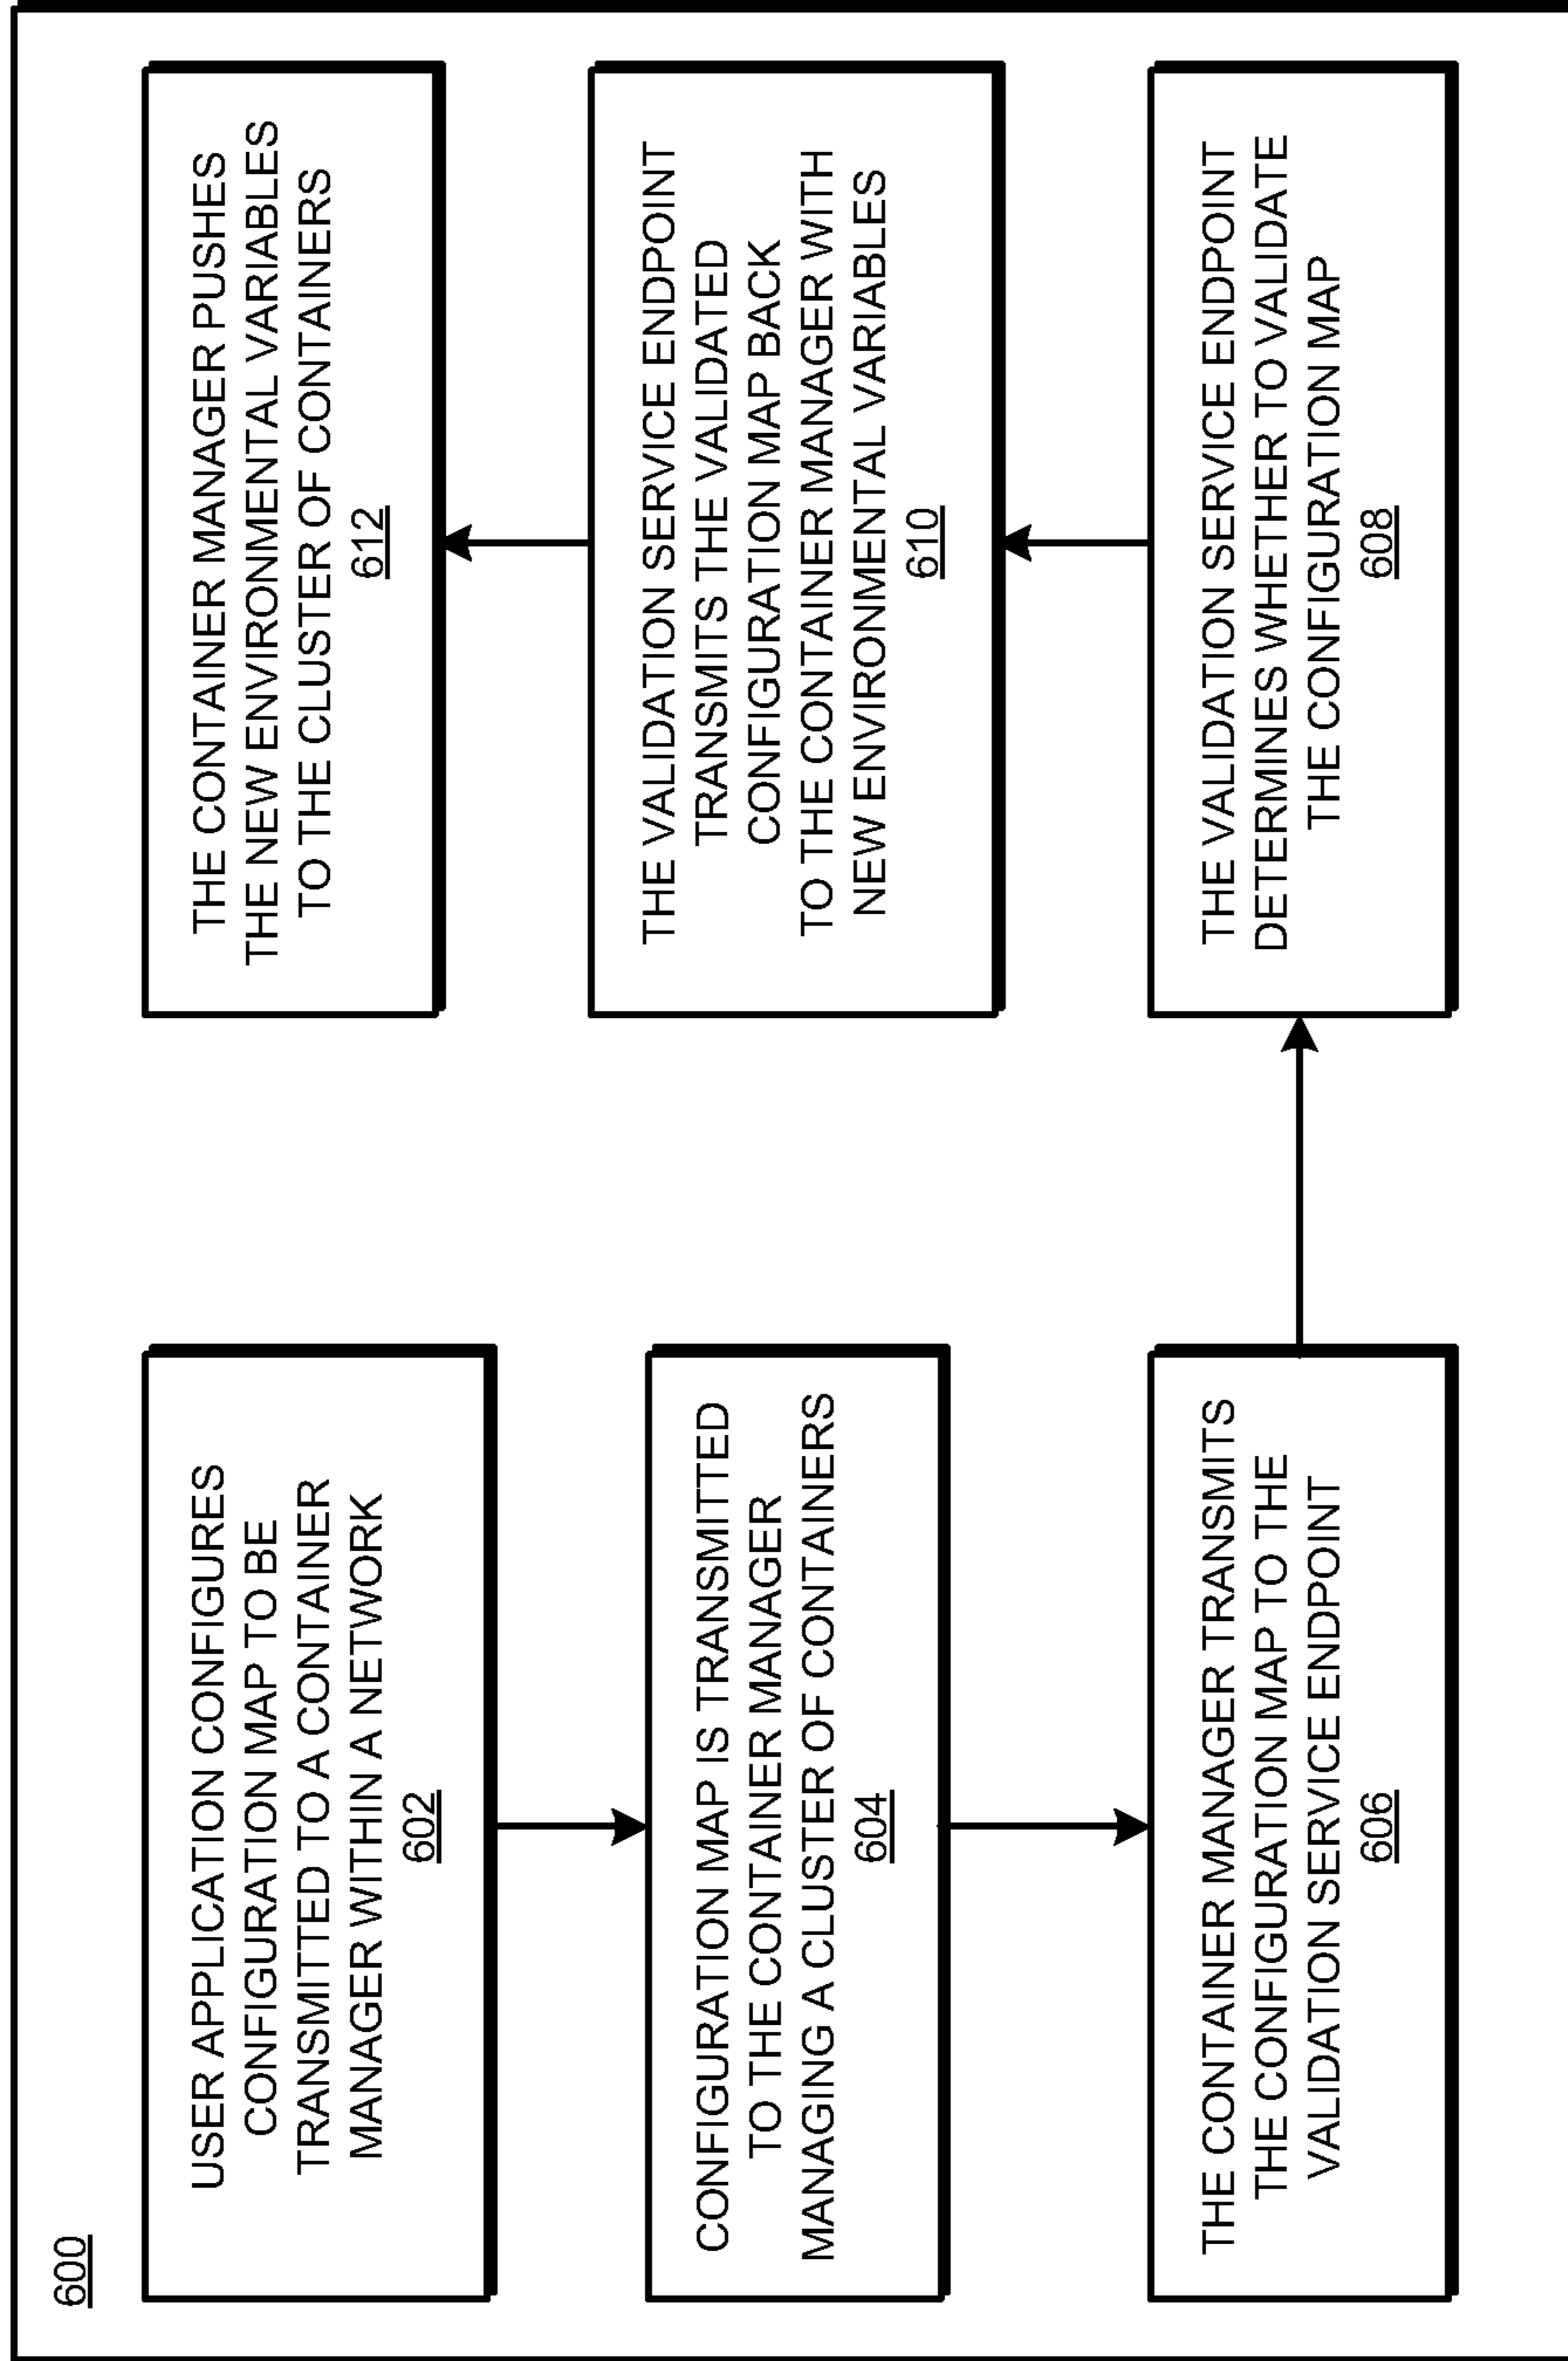 600
USER APPLICATION CONFIGURES
CONFIGURATION MAP TO BE
TRANSMITTED TO A CONTAINER
MANAGER WITHIN A NETWORK
602
CONFIGURATION MAP IS TRANSMITTED
TO THE CONTAINER MANAGER
MANAGING A CLUSTER OF CONTAINERS
604
THE CONTAINER MANAGER TRANSMITS
THE CONFIGURATION MAP TO THE
VALIDATION SERVICE ENDPOINT
606
THE VALIDATION SERVICE ENDPOINT
DETERMINES WHETHER TO VALIDATE
THE CONFIGURATION MAP
608
THE VALIDATION SERVICE ENDPOINT
TRANSMITS THE VALIDATED
CONFIGURATION MAP BACK
TO THE CONTAINER MANAGER WITH
NEW ENVIRONMENTAL VARIABLES
610
THE CONTAINER MANAGER PUSHES
THE NEW ENVIRONMENTAL VARIABLES
TO THE CLUSTER OF CONTAINERS
612